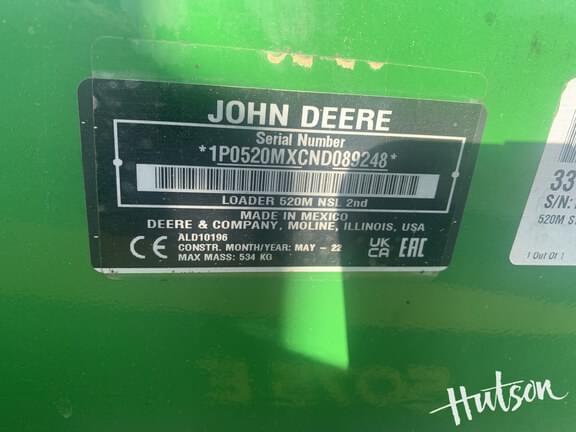 JOHN DEERE
Serial Number
*1P0520MXCND089248*
LOADER 520M NSL 2nd
MADE IN MEXICO
DEERE & COMPANY, MOLINE, ILLINOIS, USA
ALD10196
CONSTR. MONTH/YEAR: MAY - 22
MAX MASS: 534 KG
CE
UK
CA
EAC
33
S/N:
520M
1 Out Of 1
Hutson